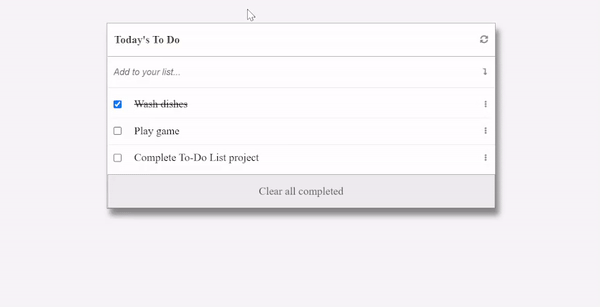 Today's To Do
Add to your list...
Wash dishes
Play game
Complete To-Do List project
Clear all completed